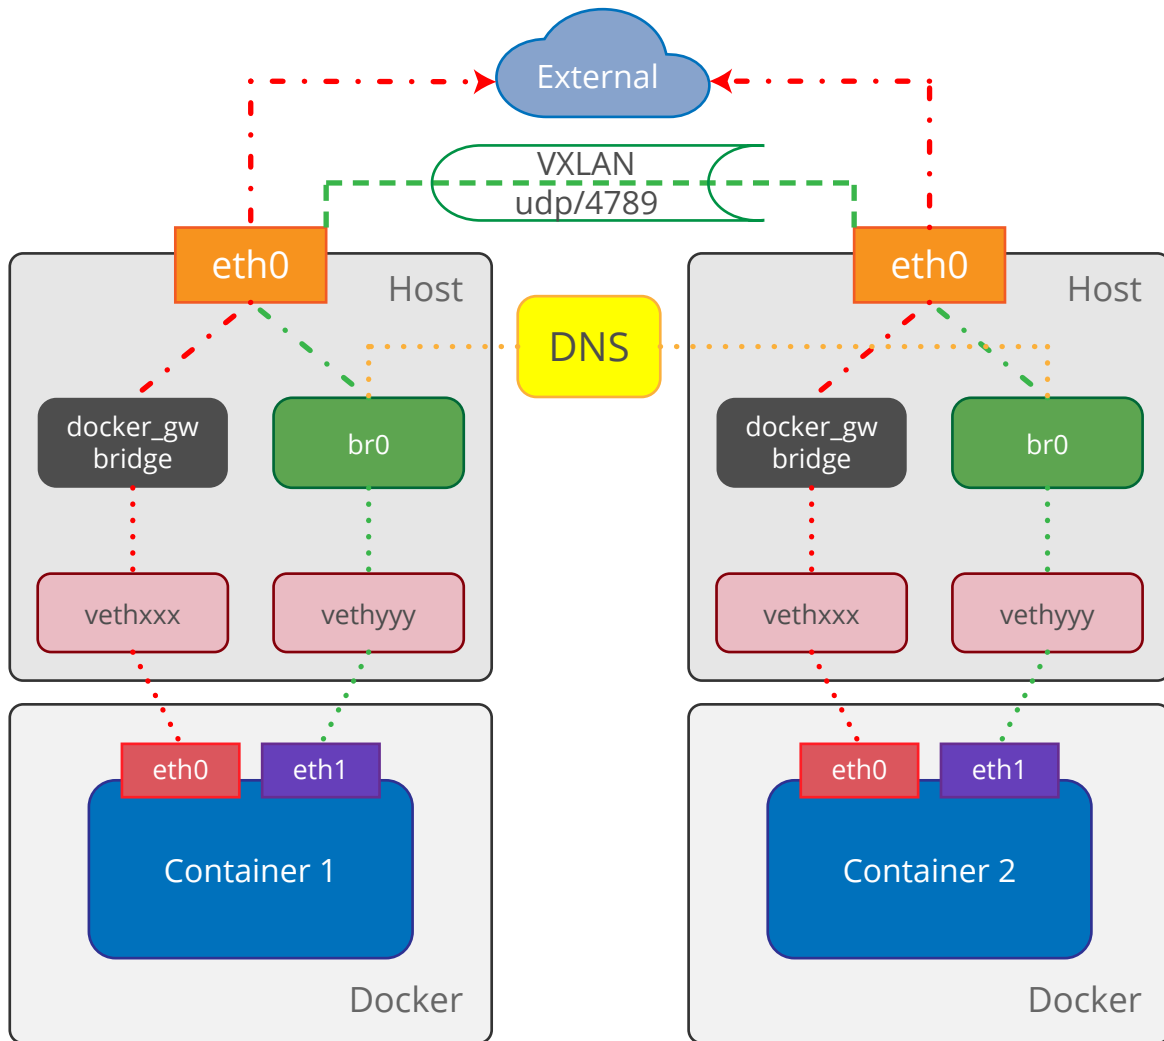 External
VXLAN
udp/4789
eth0
eth0
Host
Host
DNS
docker_gw
bridge
br0
docker_gw
bridge
br0
vethxxx
vethyyy
vethxxx
vethyyy
eth0
eth1
eth0
eth1
Container 1
Container 2
Docker
Docker